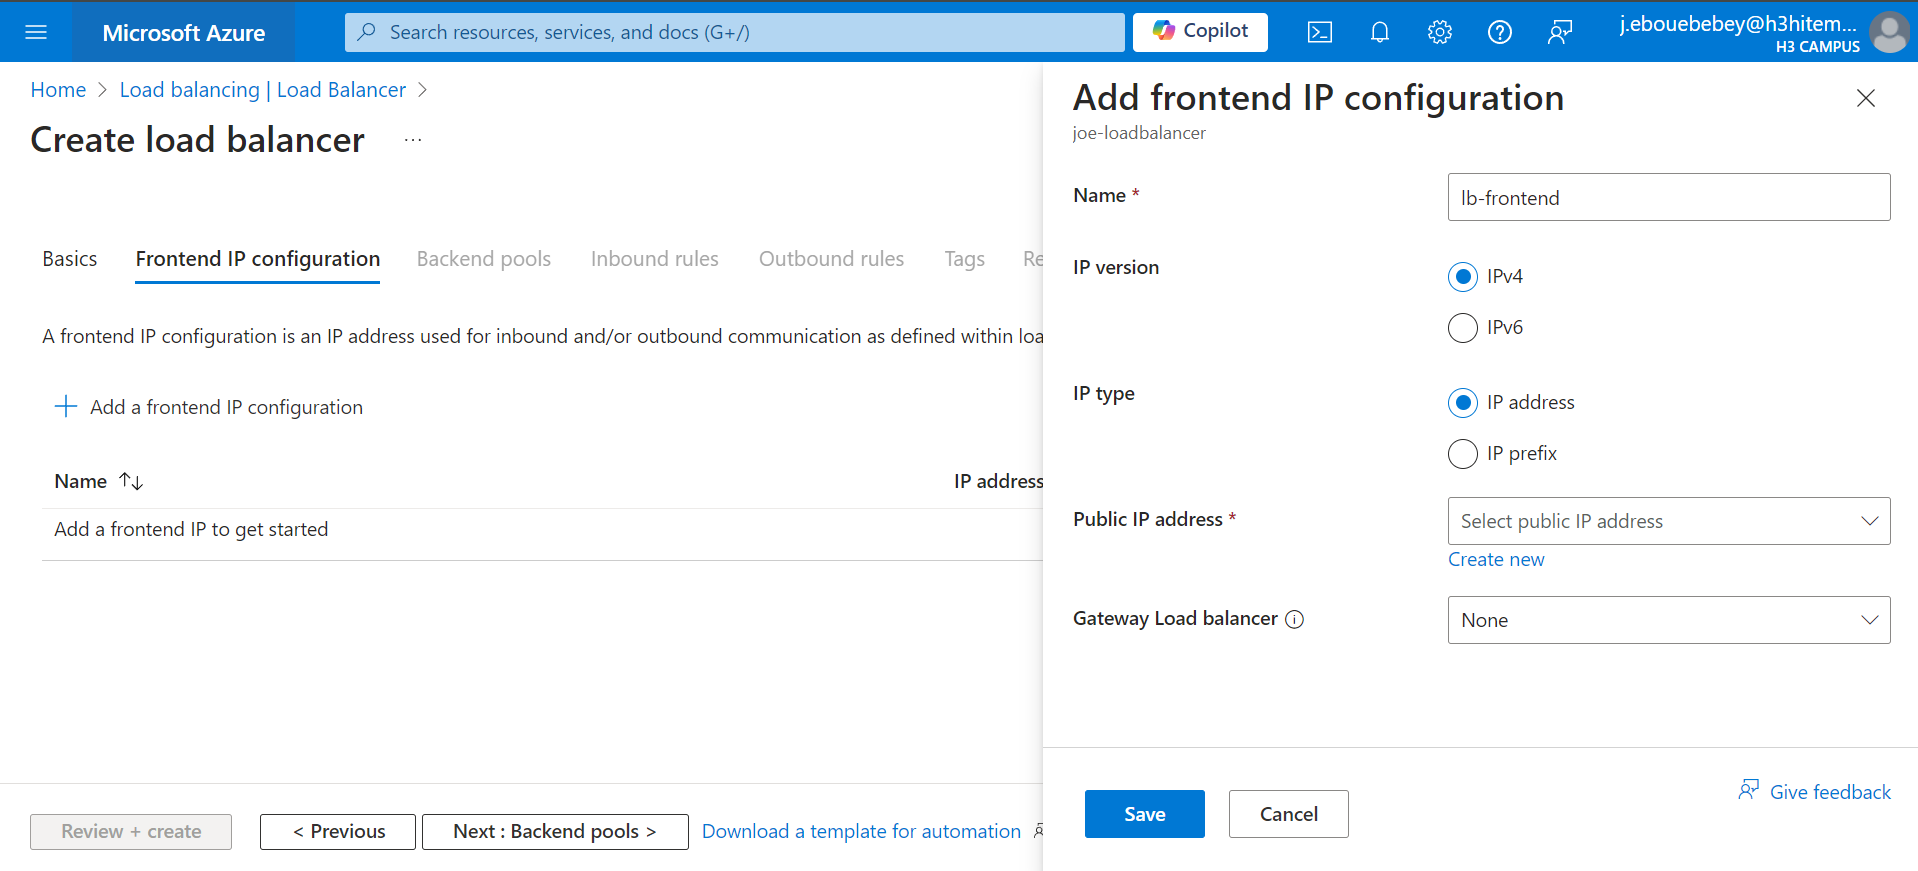 Microsoft Azure
Search resources, services, and docs (G+/)
Copilot
j.ebouebebey@h3hitem...
H3 CAMPUS
Home > Load balancing | Load Balancer >
Create load balancer ...
Basics Frontend IP configuration Backend pools Inbound rules Outbound rules Tags Re
A frontend IP configuration is an IP address used for inbound and/or outbound communication as defined within loa
+ Add a frontend IP configuration
Name ↑↓ IP address
Add a frontend IP to get started
Review + create
< Previous
Next : Backend pools >
Download a template for automation
Add frontend IP configuration
joe-loadbalancer
Name *
lb-frontend
IP version
IPv4
IPv6
IP type
IP address
IP prefix
Public IP address *
Select public IP address
Create new
Gateway Load balancer
None
Save
Cancel
Give feedback